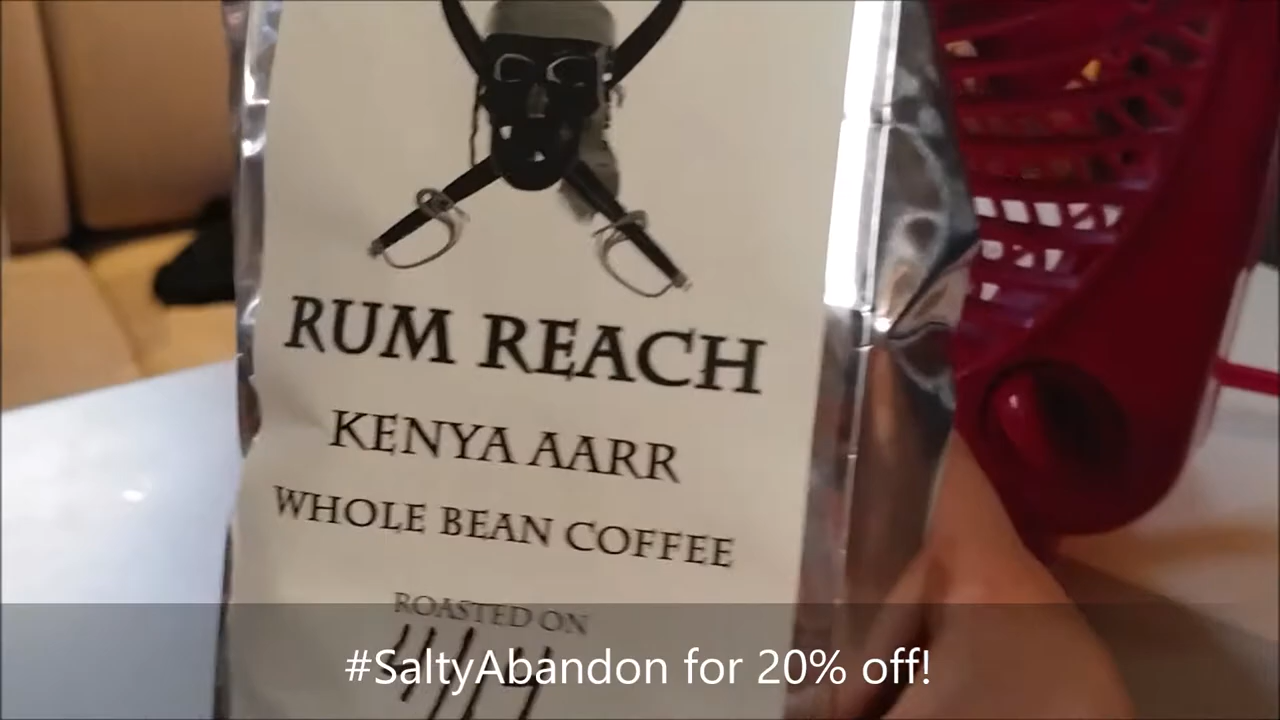 RUM REACH
KENYA AARR
WHOLE BEAN COFFEE
ROASTED ON
#SaltyAbandon for 20% off!